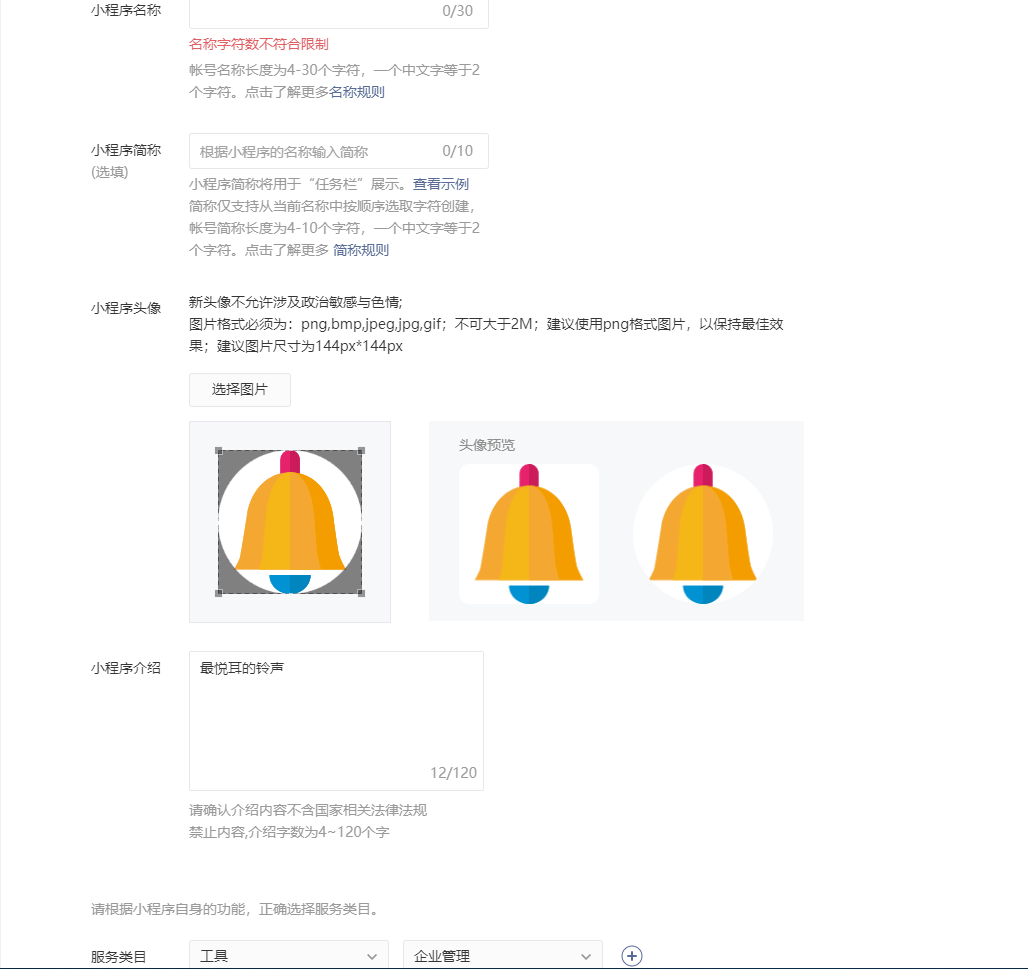 小程序名称
0/30
名称字符数不符合限制
帐号名称长度为4-30个字符，一个中文字等于2
个字符。点击了解更多名称规则
小程序简称
(选填)
根据小程序的名称输入简称
0/10
小程序简称将用于“任务栏”展示。查看示例
简称仅支持从当前名称中按顺序选取字符创建，
帐号简称长度为4-10个字符，一个中文字等于2
个字符。点击了解更多 简称规则
小程序头像
新头像不允许涉及政治敏感与色情;
图片格式必须为：png,bmp,jpeg,jpg,gif；不可大于2M；建议使用png格式图片，以保持最佳效
果；建议图片尺寸为144px*144px
选择图片
头像预览
小程序介绍
最悦耳的铃声
12/120
请确认介绍内容不含国家相关法律法规
禁止内容,介绍字数为4~120个字
请根据小程序自身的功能，正确选择服务类目。
服务类目
工具
企业管理